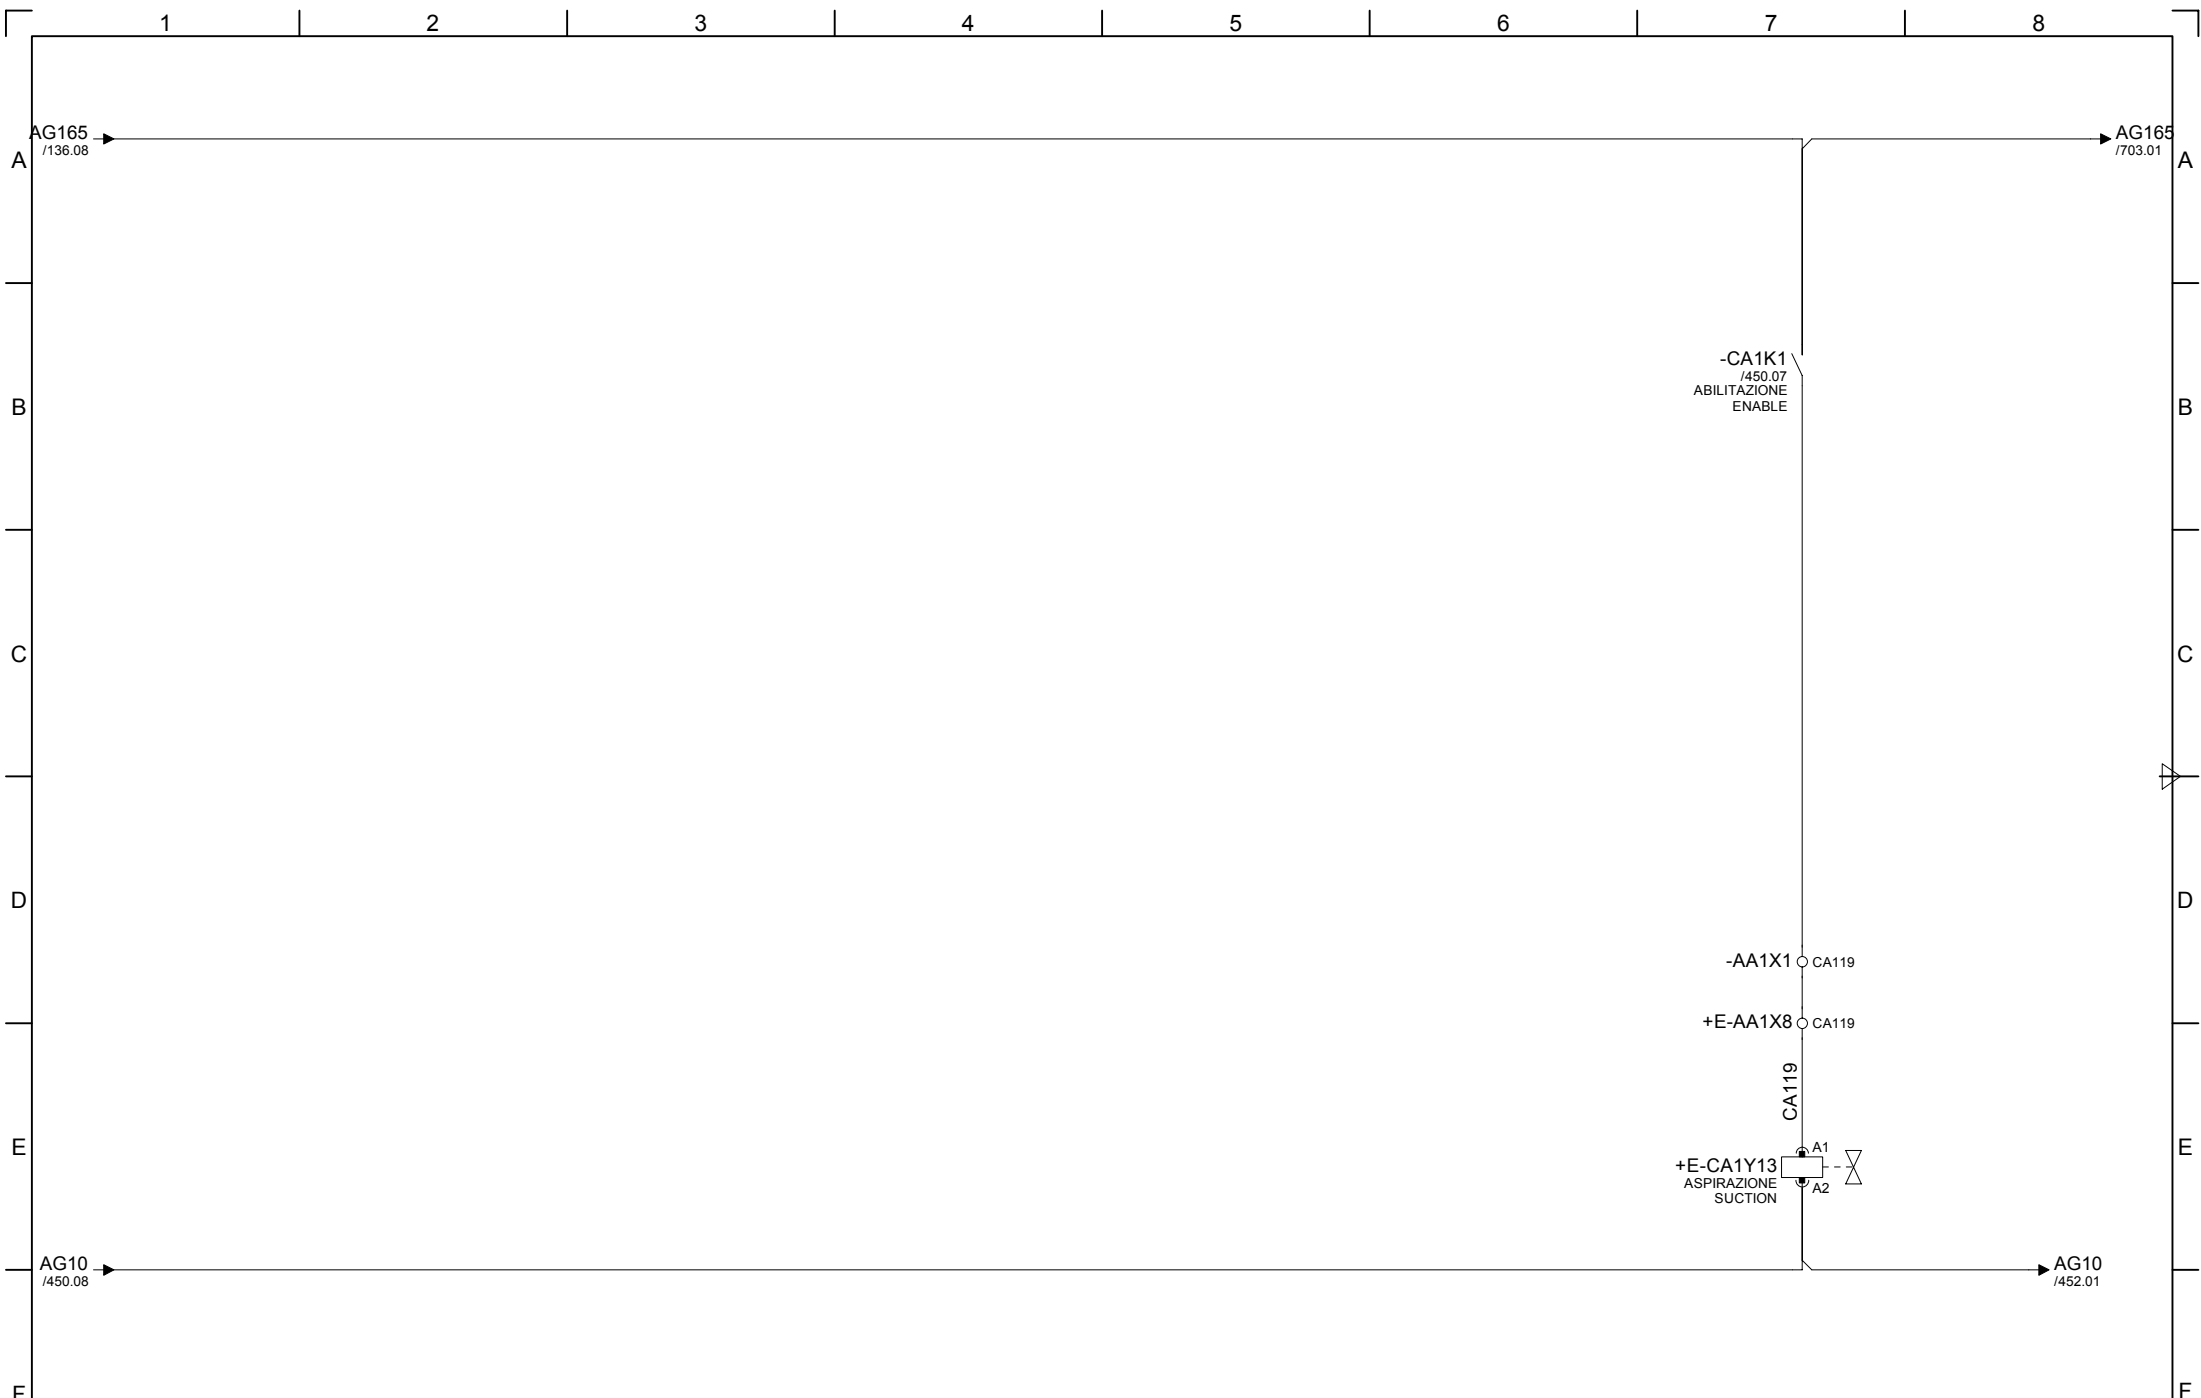 1 2 3 4 5 6 7 8
AG165
/136.08
AG165
/703.01
A A
-CA1K1
/450.07
ABILITAZIONE
ENABLE
B B
C C
D D
-AA1X1 CA119
+E-AA1X8 CA119
CA119
E E
A1
+E-CA1Y13
ASPIRAZIONE
SUCTION
A2
AG10
/450.08
AG10
/452.01
F F